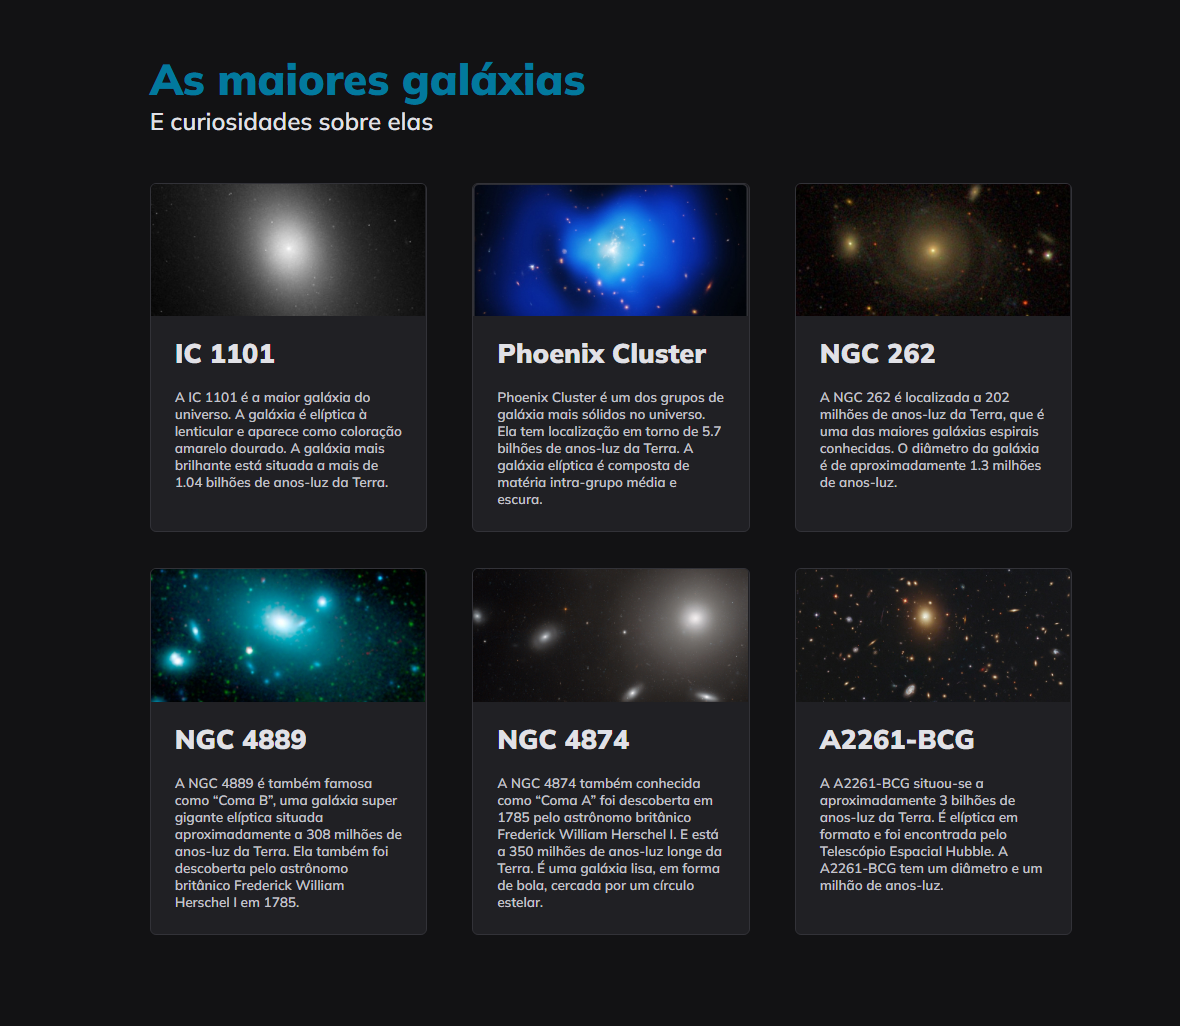 As maiores galáxias
E curiosidades sobre elas
IC 1101
A IC 1101 é a maior galáxia do
universo. A galáxia é elíptica à
lenticular e aparece como coloração
amarelo dourado. A galáxia mais
brilhante está situada a mais de
1.04 bilhões de anos-luz da Terra.
Phoenix Cluster
Phoenix Cluster é um dos grupos de
galáxia mais sólidos no universo.
Ela tem localização em torno de 5.7
bilhões de anos-luz da Terra. A
galáxia elíptica é composta de
matéria intra-grupo média e
escura.
NGC 262
A NGC 262 é localizada a 202
milhões de anos-luz da Terra, que é
uma das maiores galáxias espirais
conhecidas. O diâmetro da galáxia
é de aproximadamente 1.3 milhões
de anos-luz.
NGC 4889
A NGC 4889 é também famosa
como “Coma B”, uma galáxia super
gigante elíptica situada
aproximadamente a 308 milhões de
anos-luz da Terra. Ela também foi
descoberta pelo astrônomo
britânico Frederick William
Herschel I em 1785.
NGC 4874
A NGC 4874 também conhecida
como “Coma A” foi descoberta em
1785 pelo astrônomo britânico
Frederick William Herschel I. E está
a 350 milhões de anos-luz longe da
Terra. É uma galáxia lisa, em forma
de bola, cercada por um círculo
estelar.
A2261-BCG
A A2261-BCG situou-se a
aproximadamente 3 bilhões de
anos-luz da Terra. É elíptica em
formato e foi encontrada pelo
Telescópio Espacial Hubble. A
A2261-BCG tem um diâmetro e um
milhão de anos-luz.